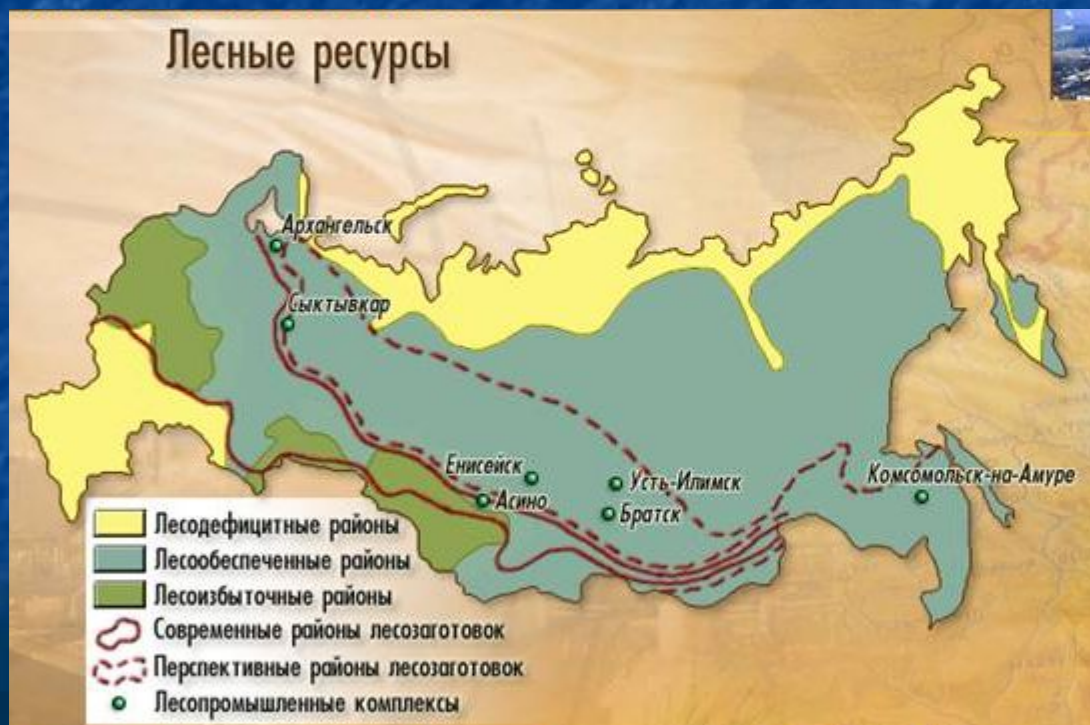 Лесные ресурсы
Архангельск
Сыктывкар
Енисейск
Усть-Илимск
Комсомольск-на-Амуре
Асино
Братск
Лесодефицитные районы
Лесообеспеченные районы
Лесоизбыточные районы
Современные районы лесозаготовок
Перспективные районы лесозаготовок
Лесопромышленные комплексы